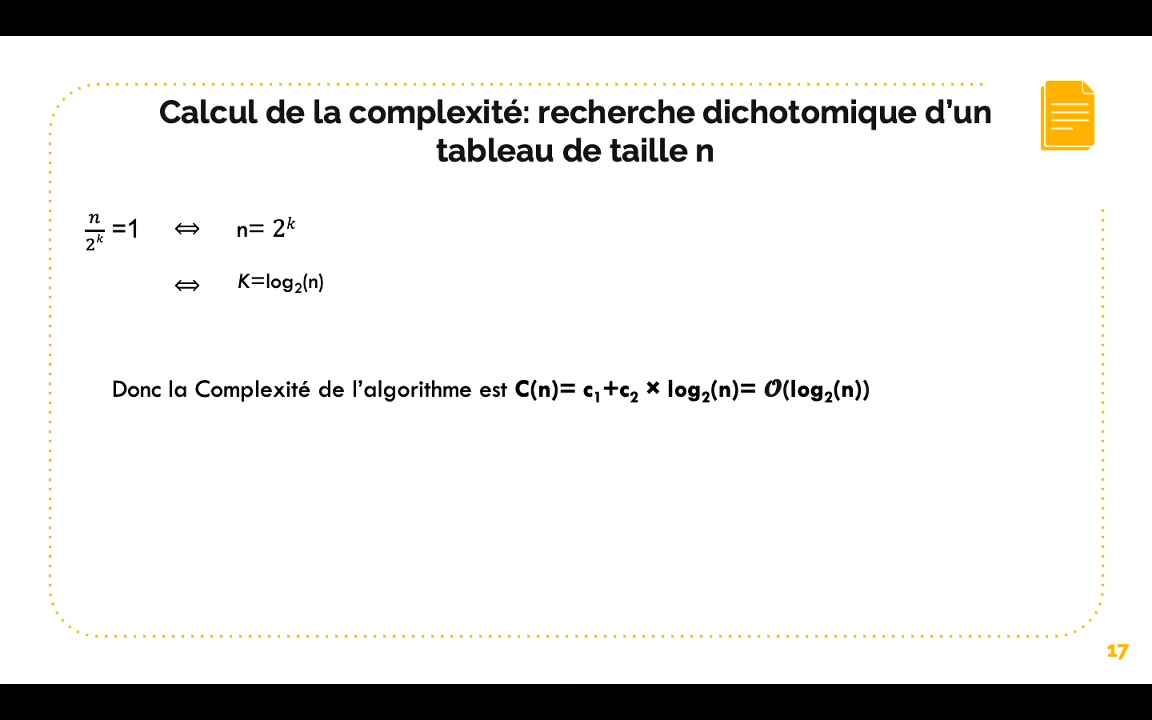 Calcul de la complexité: recherche dichotomique d’un
tableau de taille n
n/2^k =1 ⇔ n= 2^k
⇔ K=log₂(n)
Donc la Complexité de l’algorithme est C(n)= c₁+c₂ × log₂(n)= 𝒪(log₂(n))
17